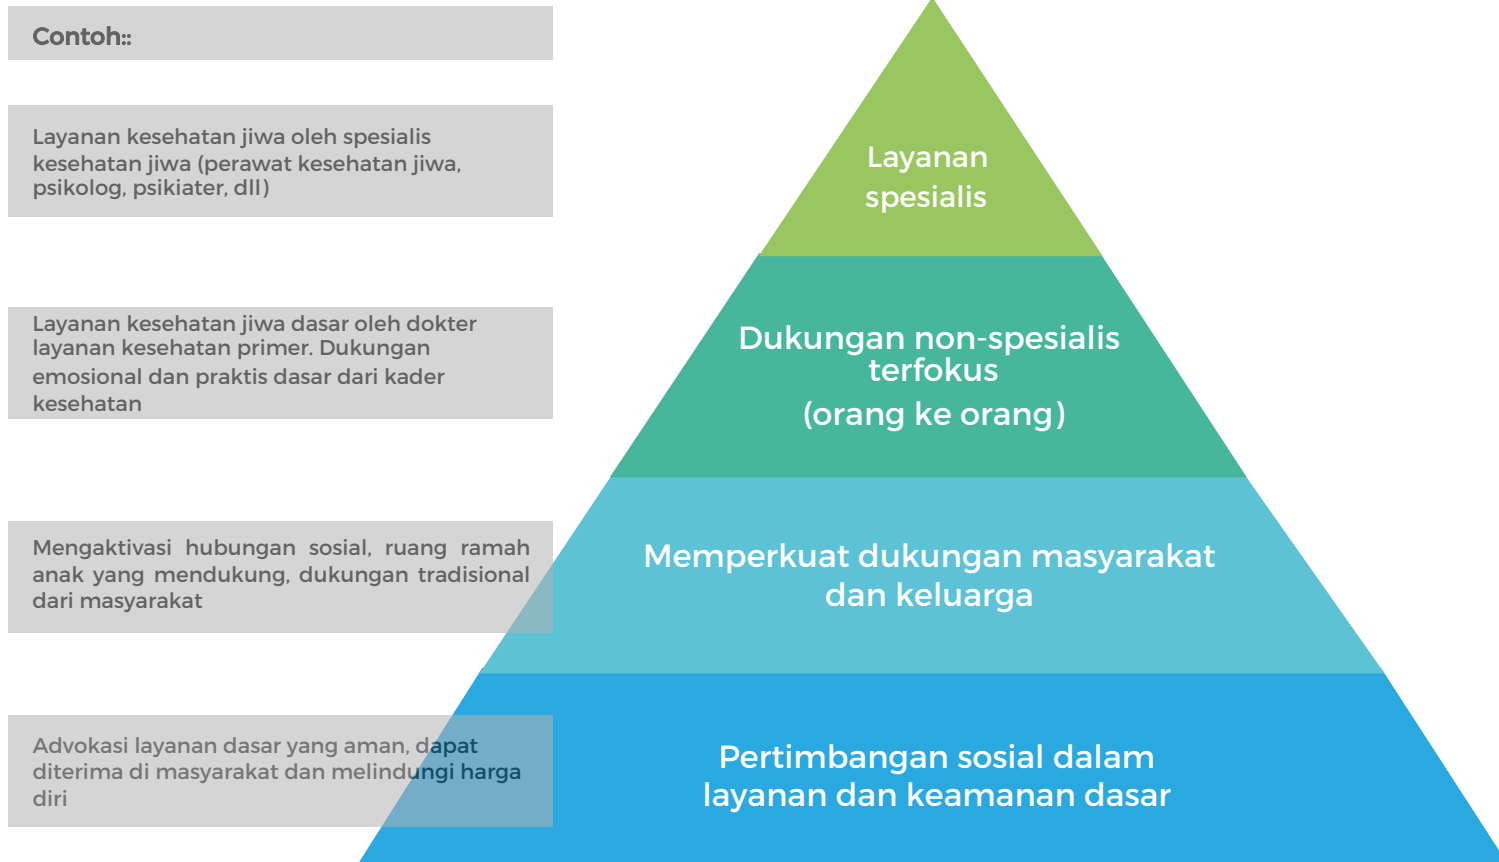 Contoh::
Layanan kesehatan jiwa oleh spesialis
kesehatan jiwa (perawat kesehatan jiwa,
psikolog, psikiater, dll)
Layanan
spesialis
Layanan kesehatan jiwa dasar oleh dokter
layanan kesehatan primer. Dukungan
emosional dan praktis dasar dari kader
kesehatan
Dukungan non-spesialis
terfokus
(orang ke orang)
Mengaktivasi hubungan sosial, ruang ramah
anak yang mendukung, dukungan tradisional
dari masyarakat
Memperkuat dukungan masyarakat
dan keluarga
Advokasi layanan dasar yang aman, dapat
diterima di masyarakat dan melindungi harga
diri
Pertimbangan sosial dalam
layanan dan keamanan dasar